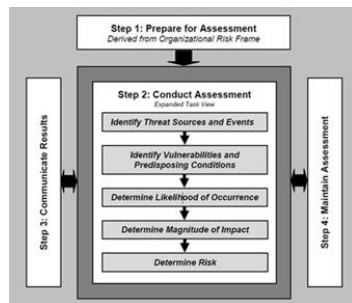 Step 1: Prepare for Assessment
Derived from Organizational Risk Frame
Step 2: Conduct Assessment
Expanded Task View
Identify Threat Sources and Events
Identify Vulnerabilities and
Predisposing Conditions
Determine Likelihood of Occurrence
Determine Magnitude of Impact
Determine Risk
Step 3: Communicate Results
Step 4: Maintain Assessment